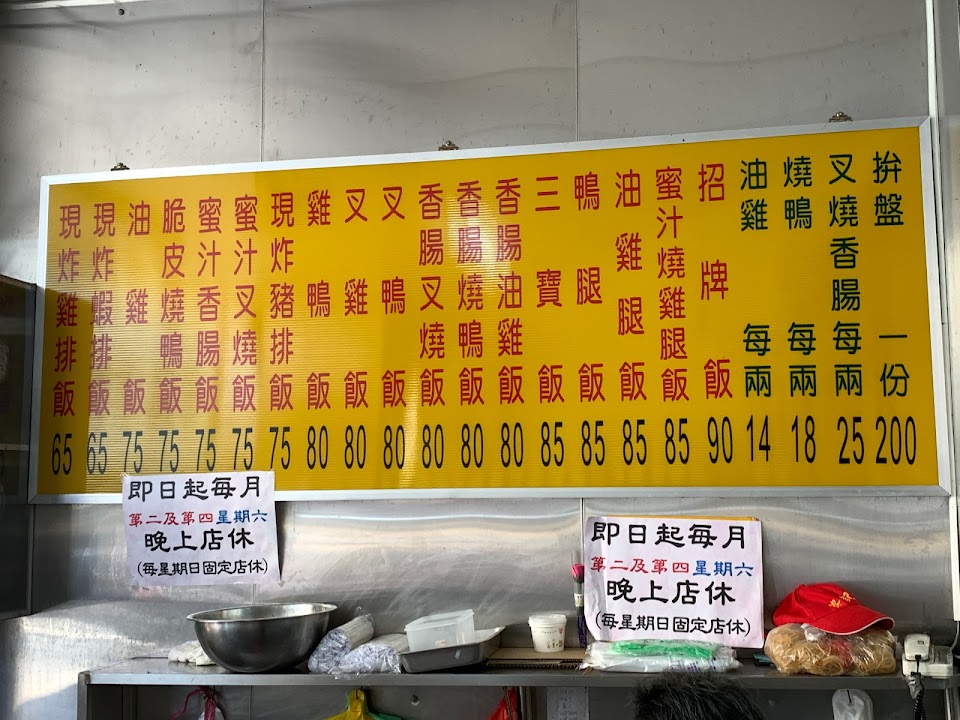 拚盤一份 200
叉燒香腸每兩 25
燒鴨每兩 18
油雞每兩 14
招牌飯 90
蜜汁燒雞腿飯 85
油雞腿飯 85
鴨腿飯 85
三寶飯 85
香腸油雞飯 80
香腸燒鴨飯 80
香腸叉燒飯 80
叉鴨飯 80
叉雞飯 80
雞鴨飯 80
現炸豬排飯 75
蜜汁叉燒飯 75
蜜汁香腸飯 75
脆皮燒鴨飯 75
油雞飯 75
現炸蝦排飯 65
現炸雞排飯 65
即日起每月
第二及第四星期六
晚上店休
(每星期日固定店休)
即日起每月
第二及第四星期六
晚上店休
(每星期日固定店休)